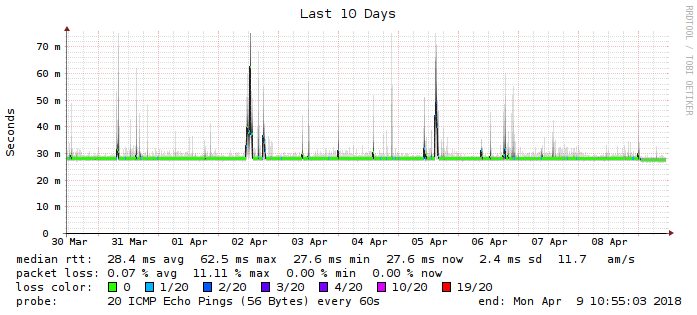 Last 10 Days
RRDTOOL / TOBI OETIKER
Seconds
70 m
60 m
50 m
40 m
30 m
20 m
10 m
0
30 Mar 31 Mar 01 Apr 02 Apr 03 Apr 04 Apr 05 Apr 06 Apr 07 Apr 08 Apr
median rtt: 28.4 ms avg 62.5 ms max 27.6 ms min 27.6 ms now 2.4 ms sd 11.7 am/s
packet loss: 0.07 % avg 11.11 % max 0.00 % min 0.00 % now
loss color: 0 1/20 2/20 3/20 4/20 10/20 19/20
probe: 20 ICMP Echo Pings (56 Bytes) every 60s end: Mon Apr 9 10:55:03 2018